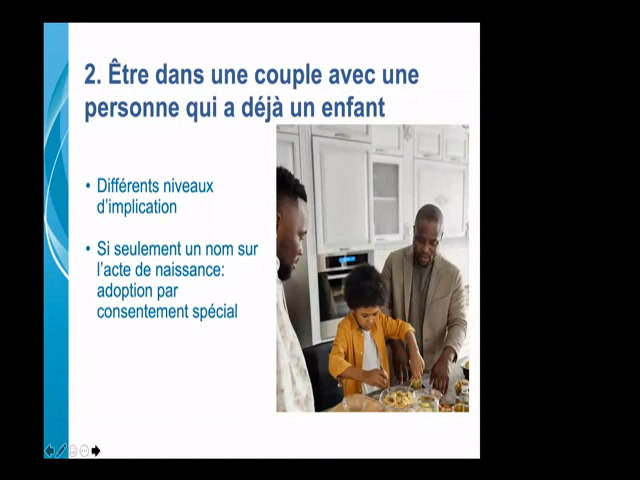 2. Être dans une couple avec une
personne qui a déjà un enfant
• Différents niveaux
d'implication
• Si seulement un nom sur
l'acte de naissance:
adoption par
consentement spécial